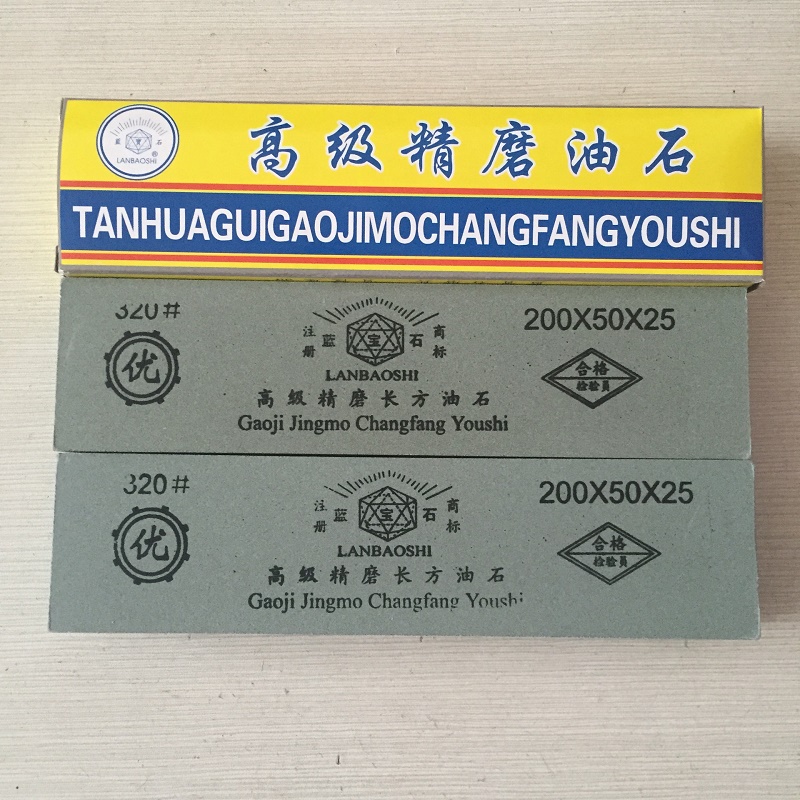 蓝 宝
LANBAOSHI ®
高级精磨油石
TANHUAGUIGAOJIMOCHANGFANGYOUSHI
320#
优
注册 商标
蓝 宝 石
LANBAOSHI
高级精磨长方油石
Gaoji Jingmo Changfang Youshi
200X50X25
合格
检验员
320#
优
注册 商标
蓝 宝 石
LANBAOSHI
高级精磨长方油石
Gaoji Jingmo Changfang Youshi
200X50X25
合格
检验员